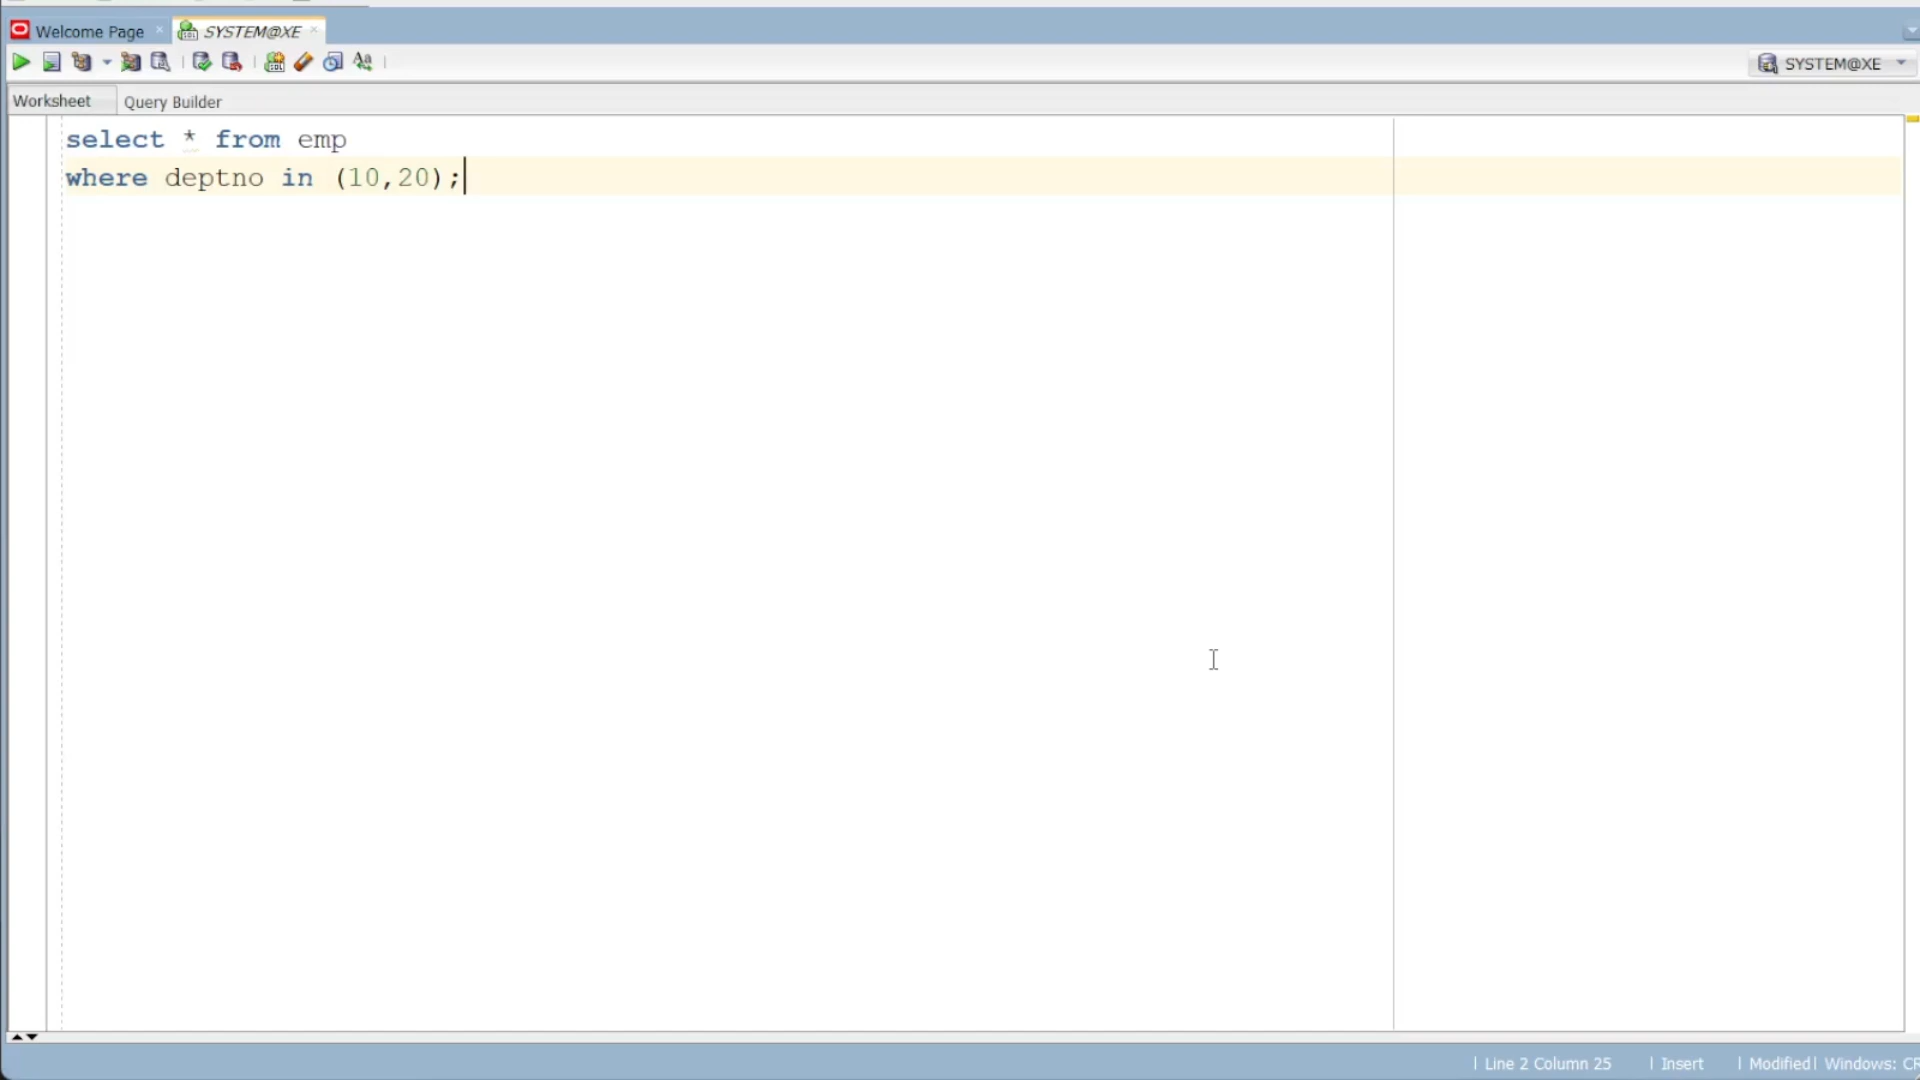 Welcome Page
SYSTEM@XE
SYSTEM@XE
Worksheet
Query Builder
select * from emp
where deptno in (10,20);
Line 2 Column 25
Insert
Modified
Windows: CR